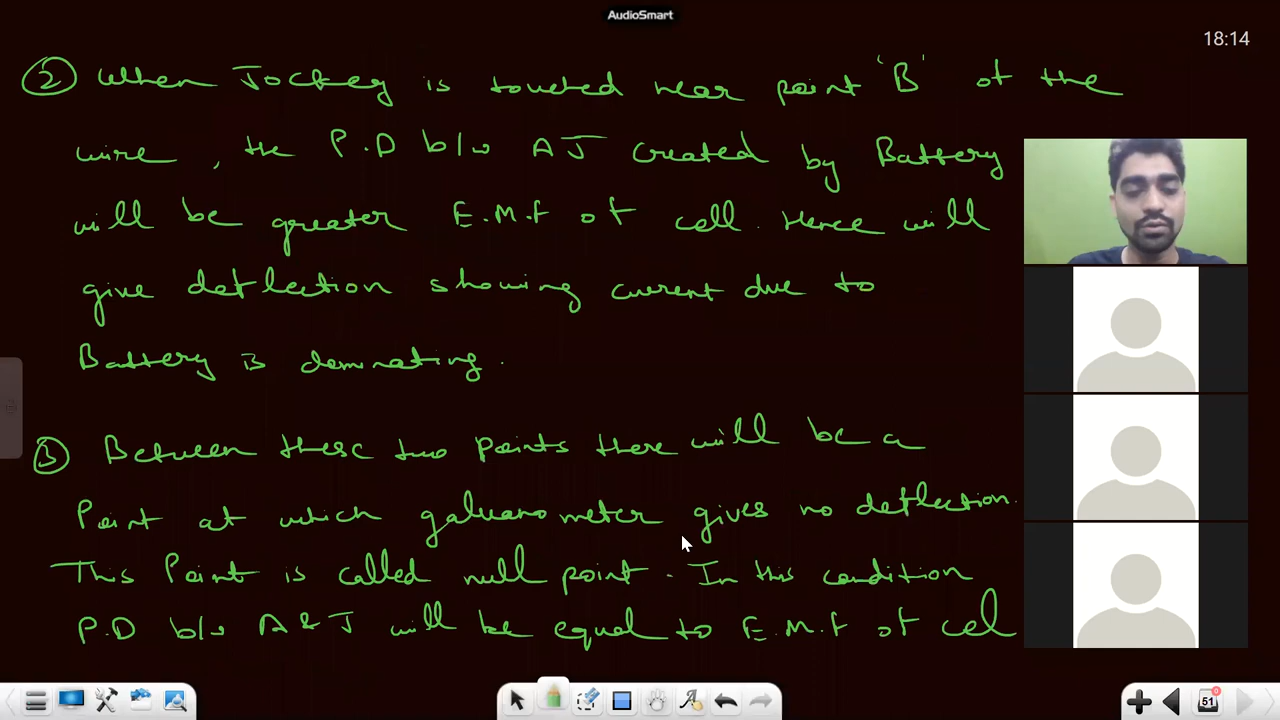 AudioSmart
18:14
② When Jockey is touched near point 'B' of the
wire, the P.D b/w AJ created by Battery
will be greater E.M.f of cell. Hence will
give deflection showing current due to
Battery is dominating.
③ Between these two points there will be a
Point at which galvanometer gives no deflection.
This Point is called null point. In this condition
P.D b/w A & J will be equal to E.M.f of cel
51